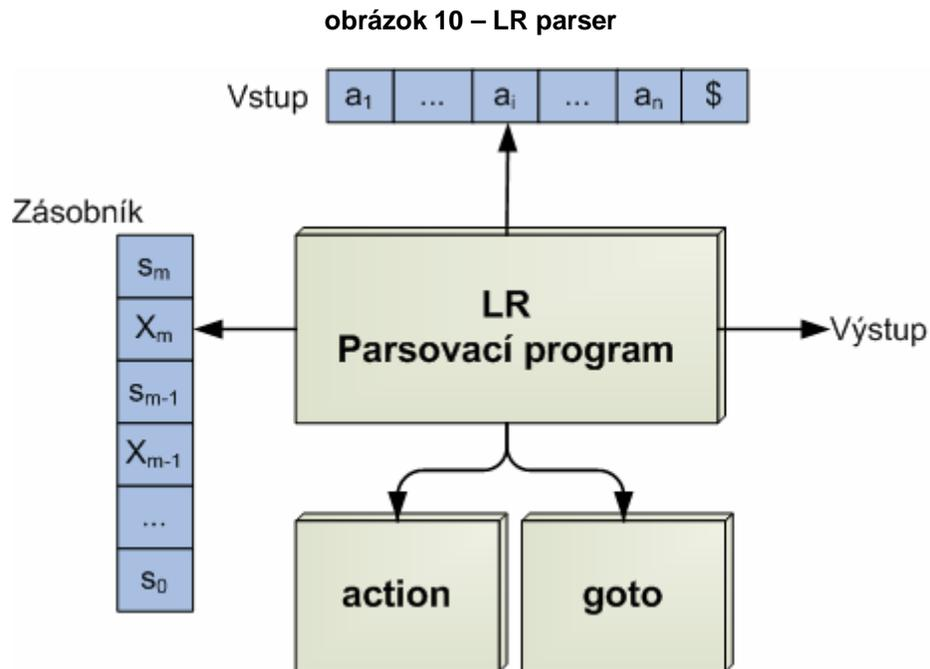 obrázok 10 – LR parser
Vstup a₁ ... aᵢ ... aₙ $
Zásobník
sₘ
Xₘ
sₘ₋₁
Xₘ₋₁
...
s₀
LR
Parsovací program
Výstup
action goto